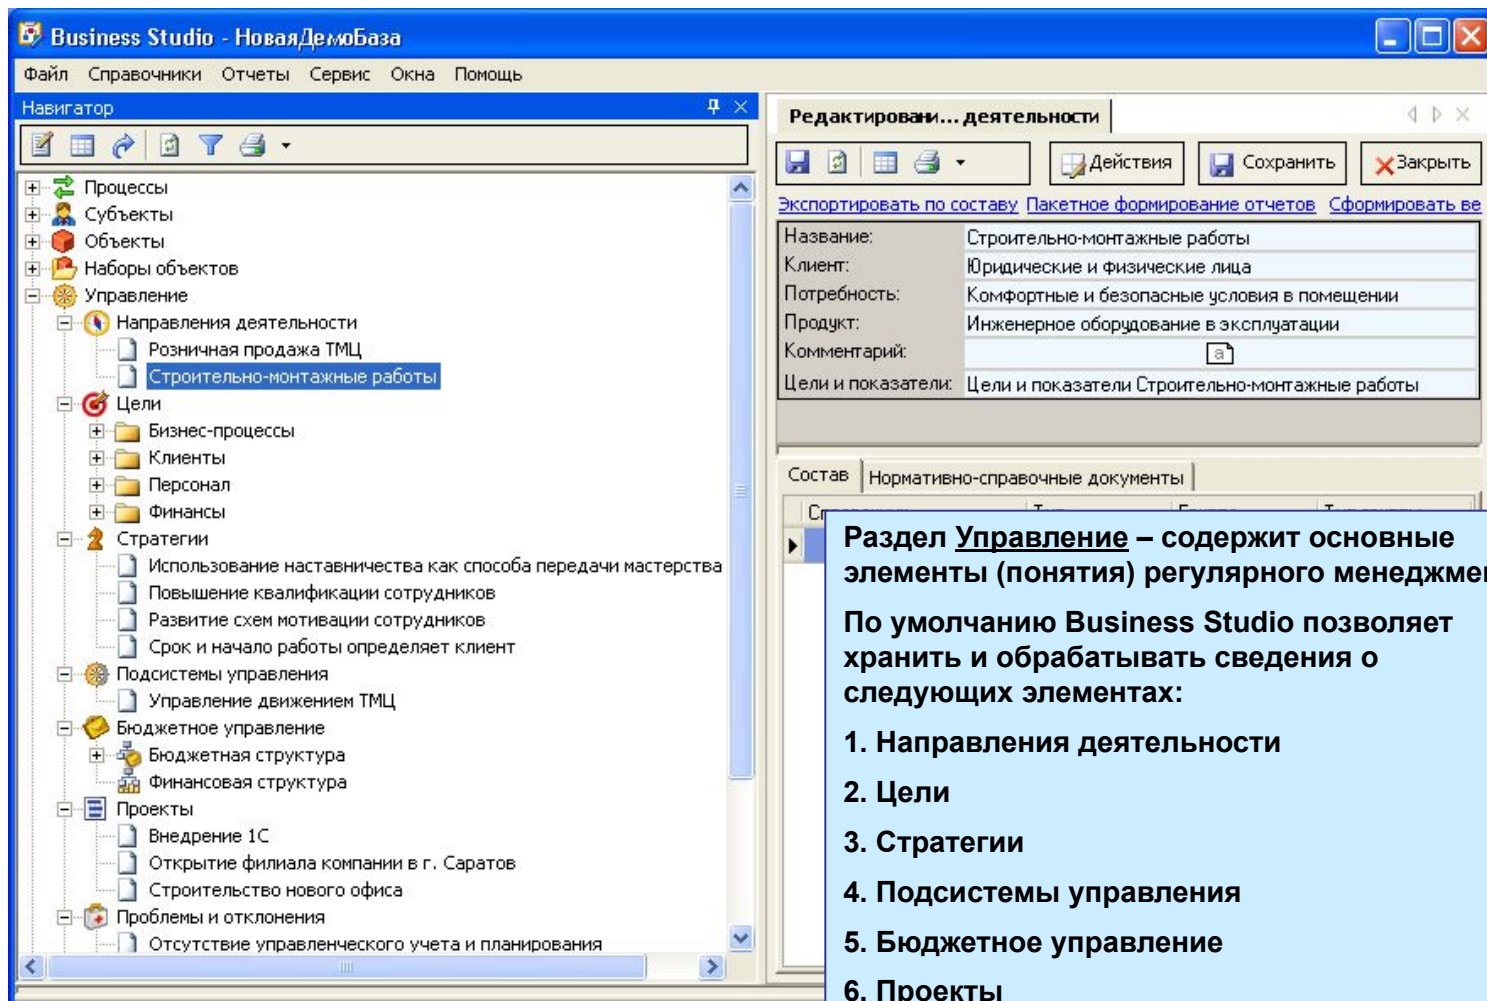 Business Studio - НоваяДемоБаза
Файл Справочники Отчеты Сервис Окна Помощь
Навигатор
Процессы
Субъекты
Объекты
Наборы объектов
Управление
Направления деятельности
Розничная продажа ТМЦ
Строительно-монтажные работы
Цели
Бизнес-процессы
Клиенты
Персонал
Финансы
Стратегии
Использование наставничества как способа передачи мастерства
Повышение квалификации сотрудников
Развитие схем мотивации сотрудников
Срок и начало работы определяет клиент
Подсистемы управления
Управление движением ТМЦ
Бюджетное управление
Бюджетная структура
Финансовая структура
Проекты
Внедрение 1С
Открытие филиала компании в г. Саратов
Строительство нового офиса
Проблемы и отклонения
Отсутствие управленческого учета и планирования
Редактировани... деятельности
Действия Сохранить Закрыть
Экспортировать по составу Пакетное формирование отчетов Сформировать ве
Название: Строительно-монтажные работы
Клиент: Юридические и физические лица
Потребность: Комфортные и безопасные условия в помещении
Продукт: Инженерное оборудование в эксплуатации
Комментарий: a
Цели и показатели: Цели и показатели Строительно-монтажные работы
Состав Нормативно-справочные документы
Раздел Управление – содержит основные
элементы (понятия) регулярного менеджме
По умолчанию Business Studio позволяет
хранить и обрабатывать сведения о
следующих элементах:
1. Направления деятельности
2. Цели
3. Стратегии
4. Подсистемы управления
5. Бюджетное управление
6. Проекты